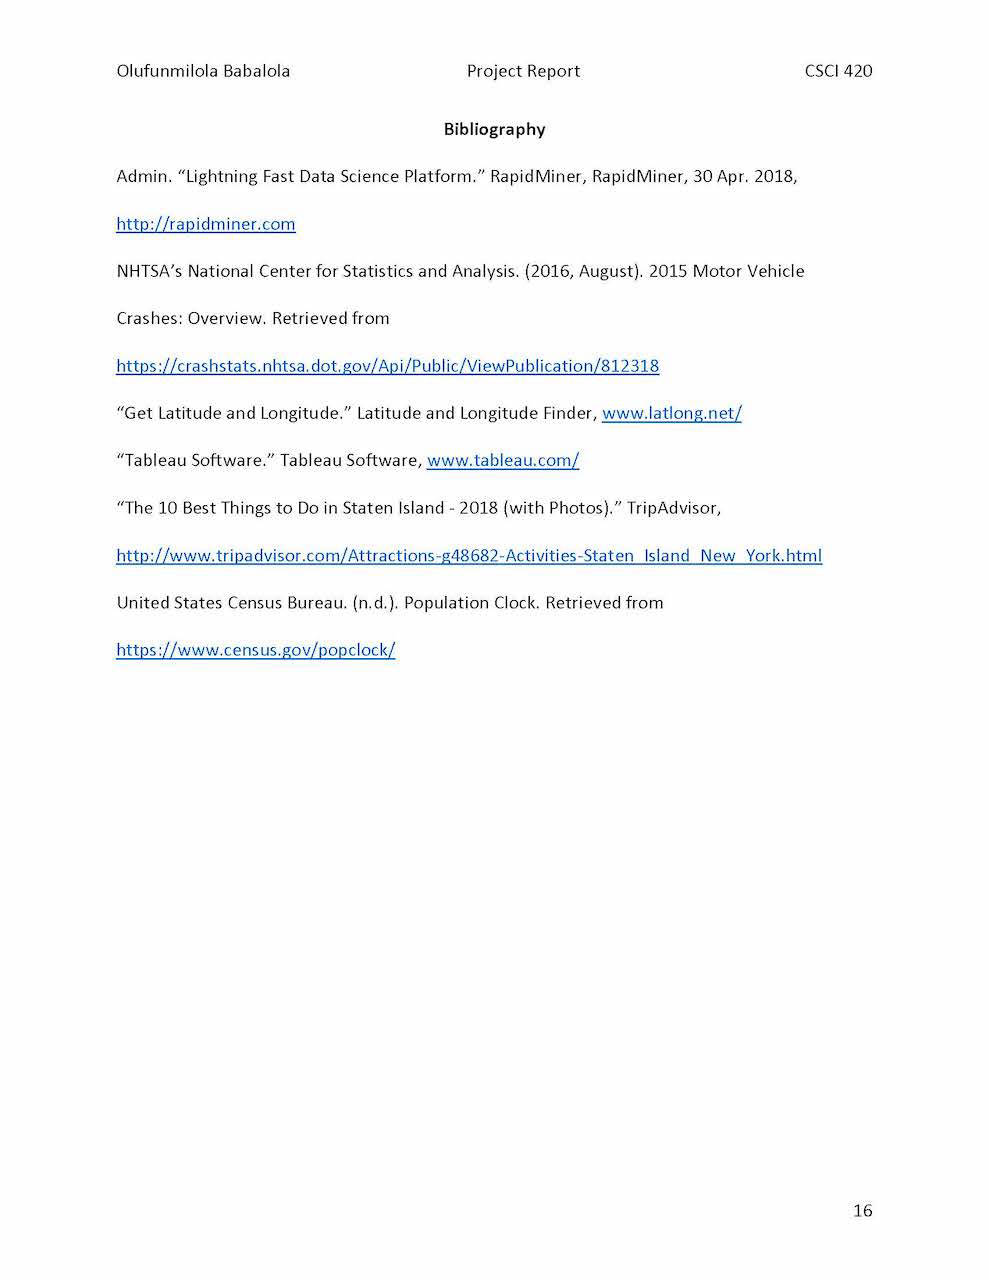 Olufunmilola Babalola Project Report CSCI 420
Bibliography
Admin. “Lightning Fast Data Science Platform.” RapidMiner, RapidMiner, 30 Apr. 2018,
http://rapidminer.com
NHTSA’s National Center for Statistics and Analysis. (2016, August). 2015 Motor Vehicle
Crashes: Overview. Retrieved from
https://crashstats.nhtsa.dot.gov/Api/Public/ViewPublication/812318
“Get Latitude and Longitude.” Latitude and Longitude Finder, www.latlong.net/
“Tableau Software.” Tableau Software, www.tableau.com/
“The 10 Best Things to Do in Staten Island - 2018 (with Photos).” TripAdvisor,
http://www.tripadvisor.com/Attractions-g48682-Activities-Staten_Island_New_York.html
United States Census Bureau. (n.d.). Population Clock. Retrieved from
https://www.census.gov/popclock/
16